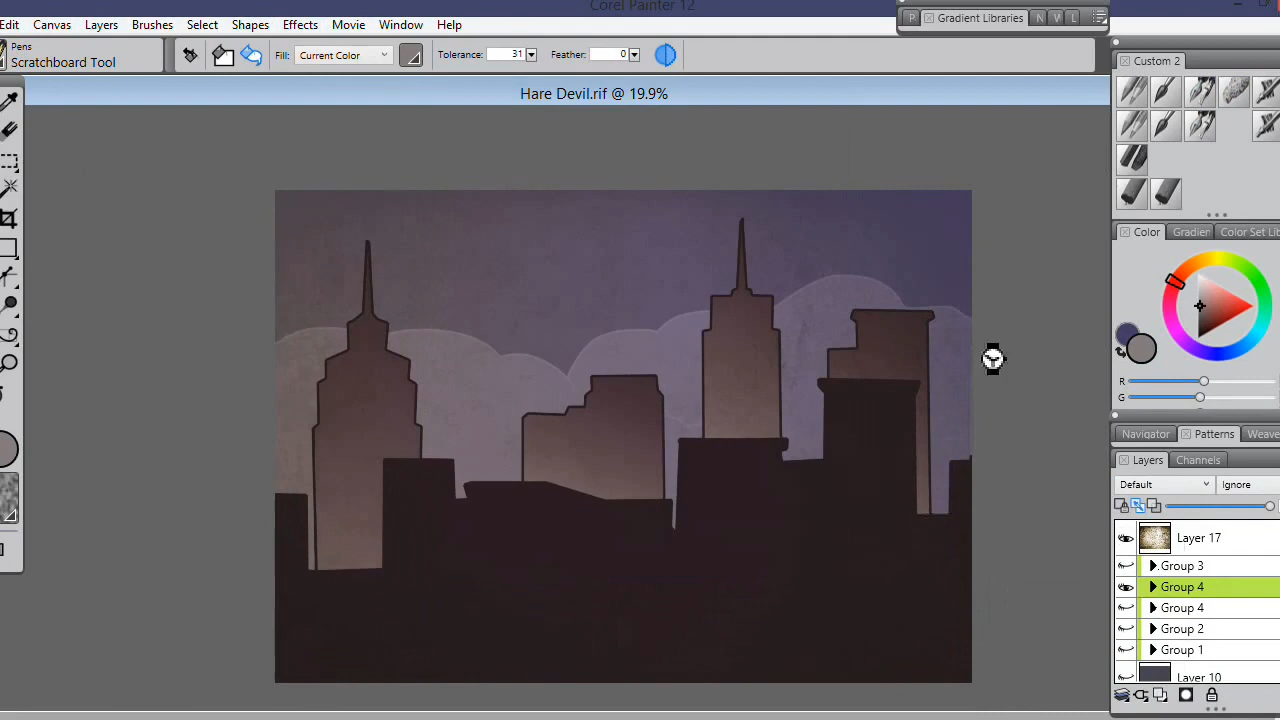 Corel Painter 12
Edit Canvas Layers Brushes Select Shapes Effects Movie Window Help
P Gradient Libraries N W L
Pens
Scratchboard Tool
Fill: Current Color Tolerance: 31 Feather: 0
Custom 2
Hare Devil.rif @ 19.9%
Color Gradien Color Set Lib
R
G
Navigator Patterns Weave
Layers Channels
Default Ignore
Layer 17
Group 3
Group 4
Group 4
Group 2
Group 1
Layer 10